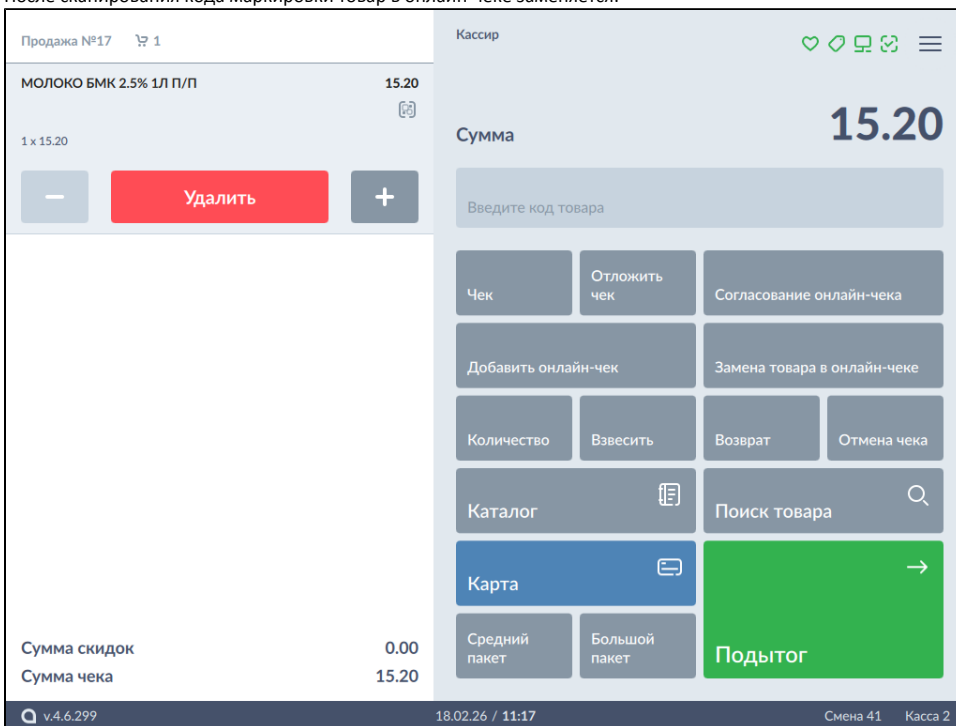 После сканирования кода маркировки товар в онлайн-чеке заменяется.
Продажа №17 1
МОЛОКО БМК 2.5% 1Л П/П 15.20
1 x 15.20
− Удалить +
Сумма скидок 0.00
Сумма чека 15.20
Кассир
Сумма 15.20
Введите код товара
Чек
Отложить
чек
Согласование онлайн-чека
Добавить онлайн-чек
Замена товара в онлайн-чеке
Количество
Взвесить
Возврат
Отмена чека
Каталог
Поиск товара
Карта
Подытог
Средний
пакет
Большой
пакет
v.4.6.299 18.02.26 / 11:17 Смена 41 Касса 2